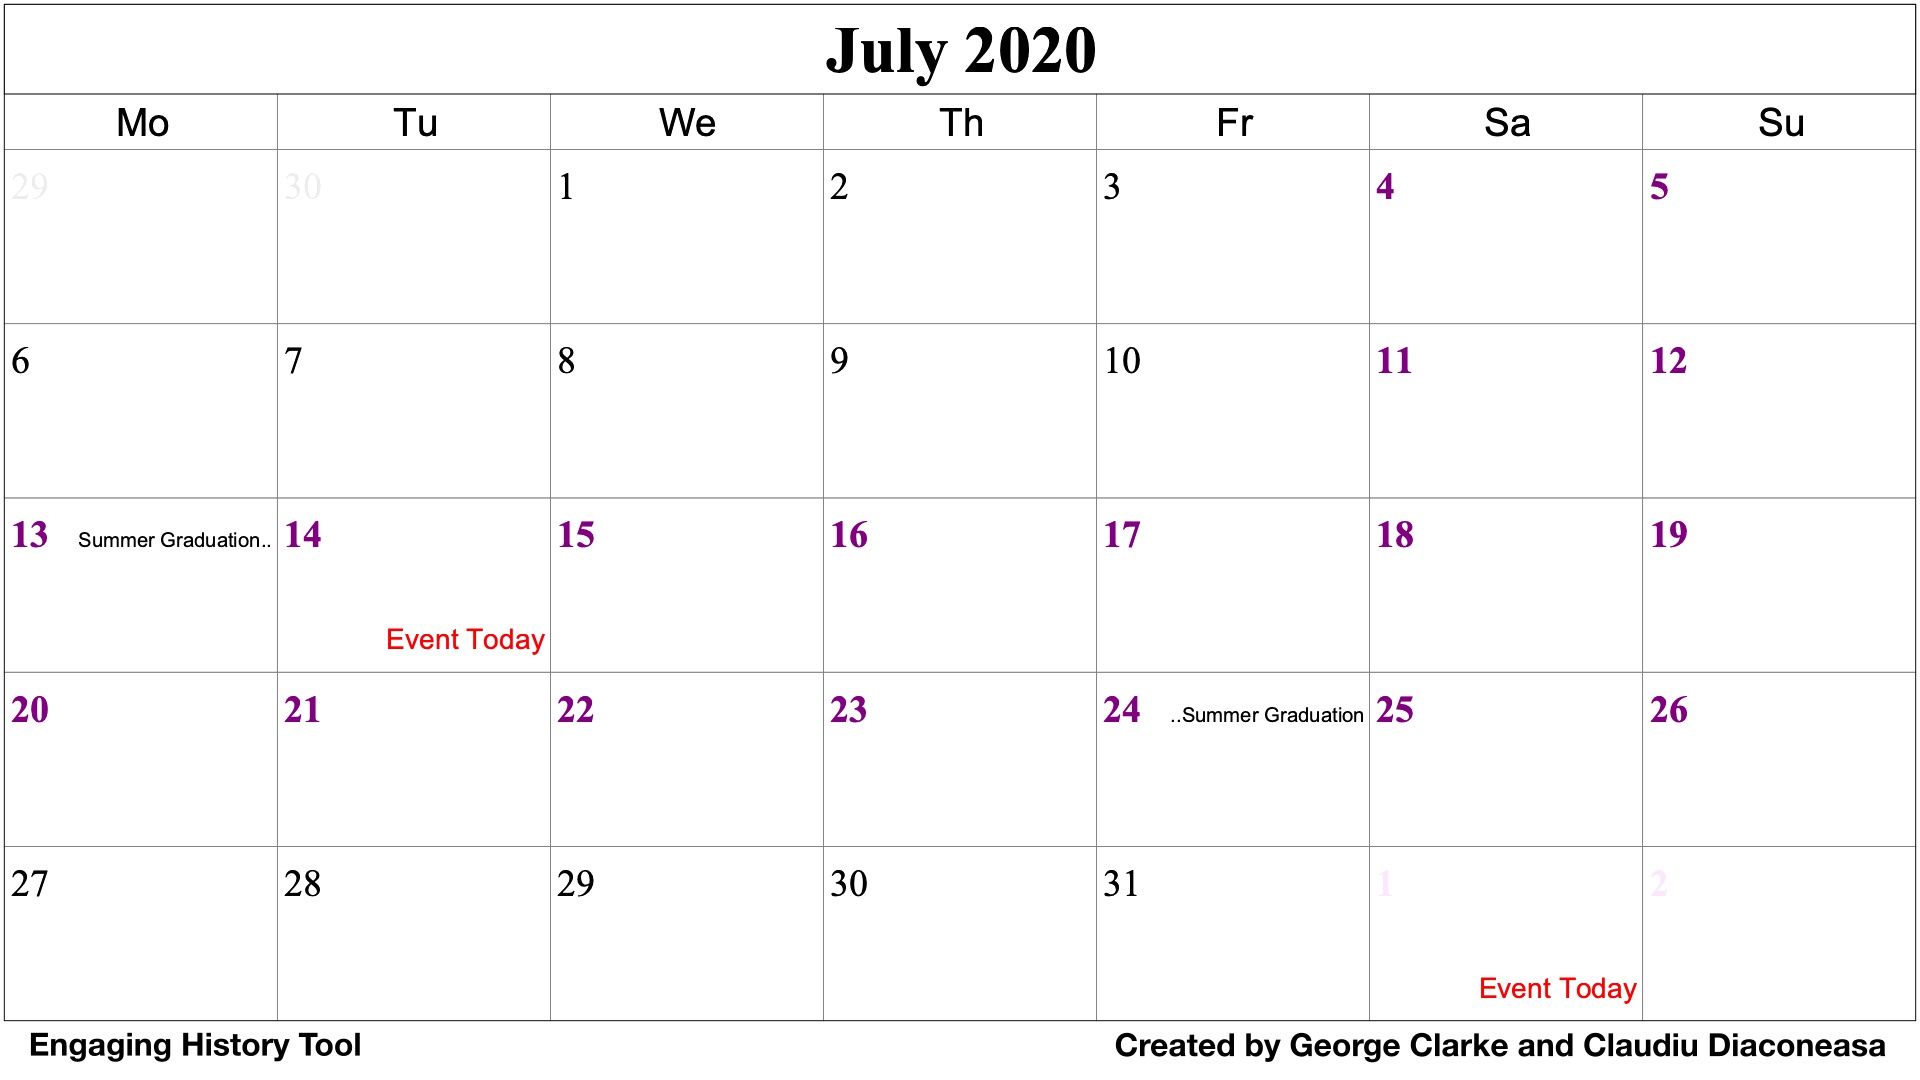 July 2020
Mo Tu We Th Fr Sa Su
29 30 1 2 3 4 5
6 7 8 9 10 11 12
13 Summer Graduation.. 14 15 16 17 18 19
Event Today
20 21 22 23 24 ..Summer Graduation 25 26
27 28 29 30 31 1 2
Event Today
Engaging History Tool Created by George Clarke and Claudiu Diaconeasa